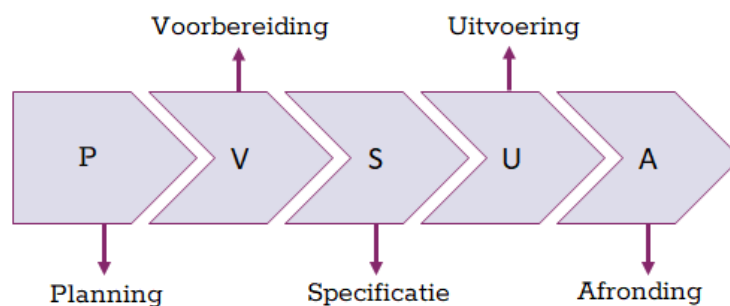 Voorbereiding Uitvoering
P V S U A
Planning Specificatie Afronding